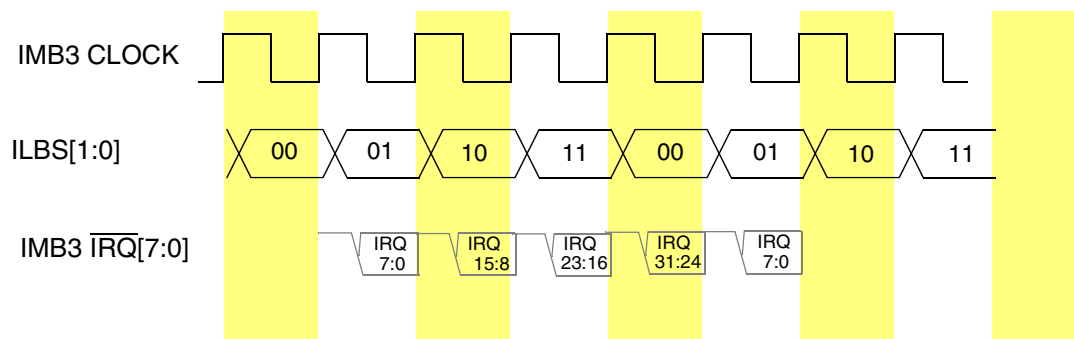 IMB3 CLOCK
ILBS[1:0]
00 01 10 11 00 01 10 11
IMB3 IRQ[7:0]
IRQ 7:0
IRQ 15:8
IRQ 23:16
IRQ 31:24
IRQ 7:0